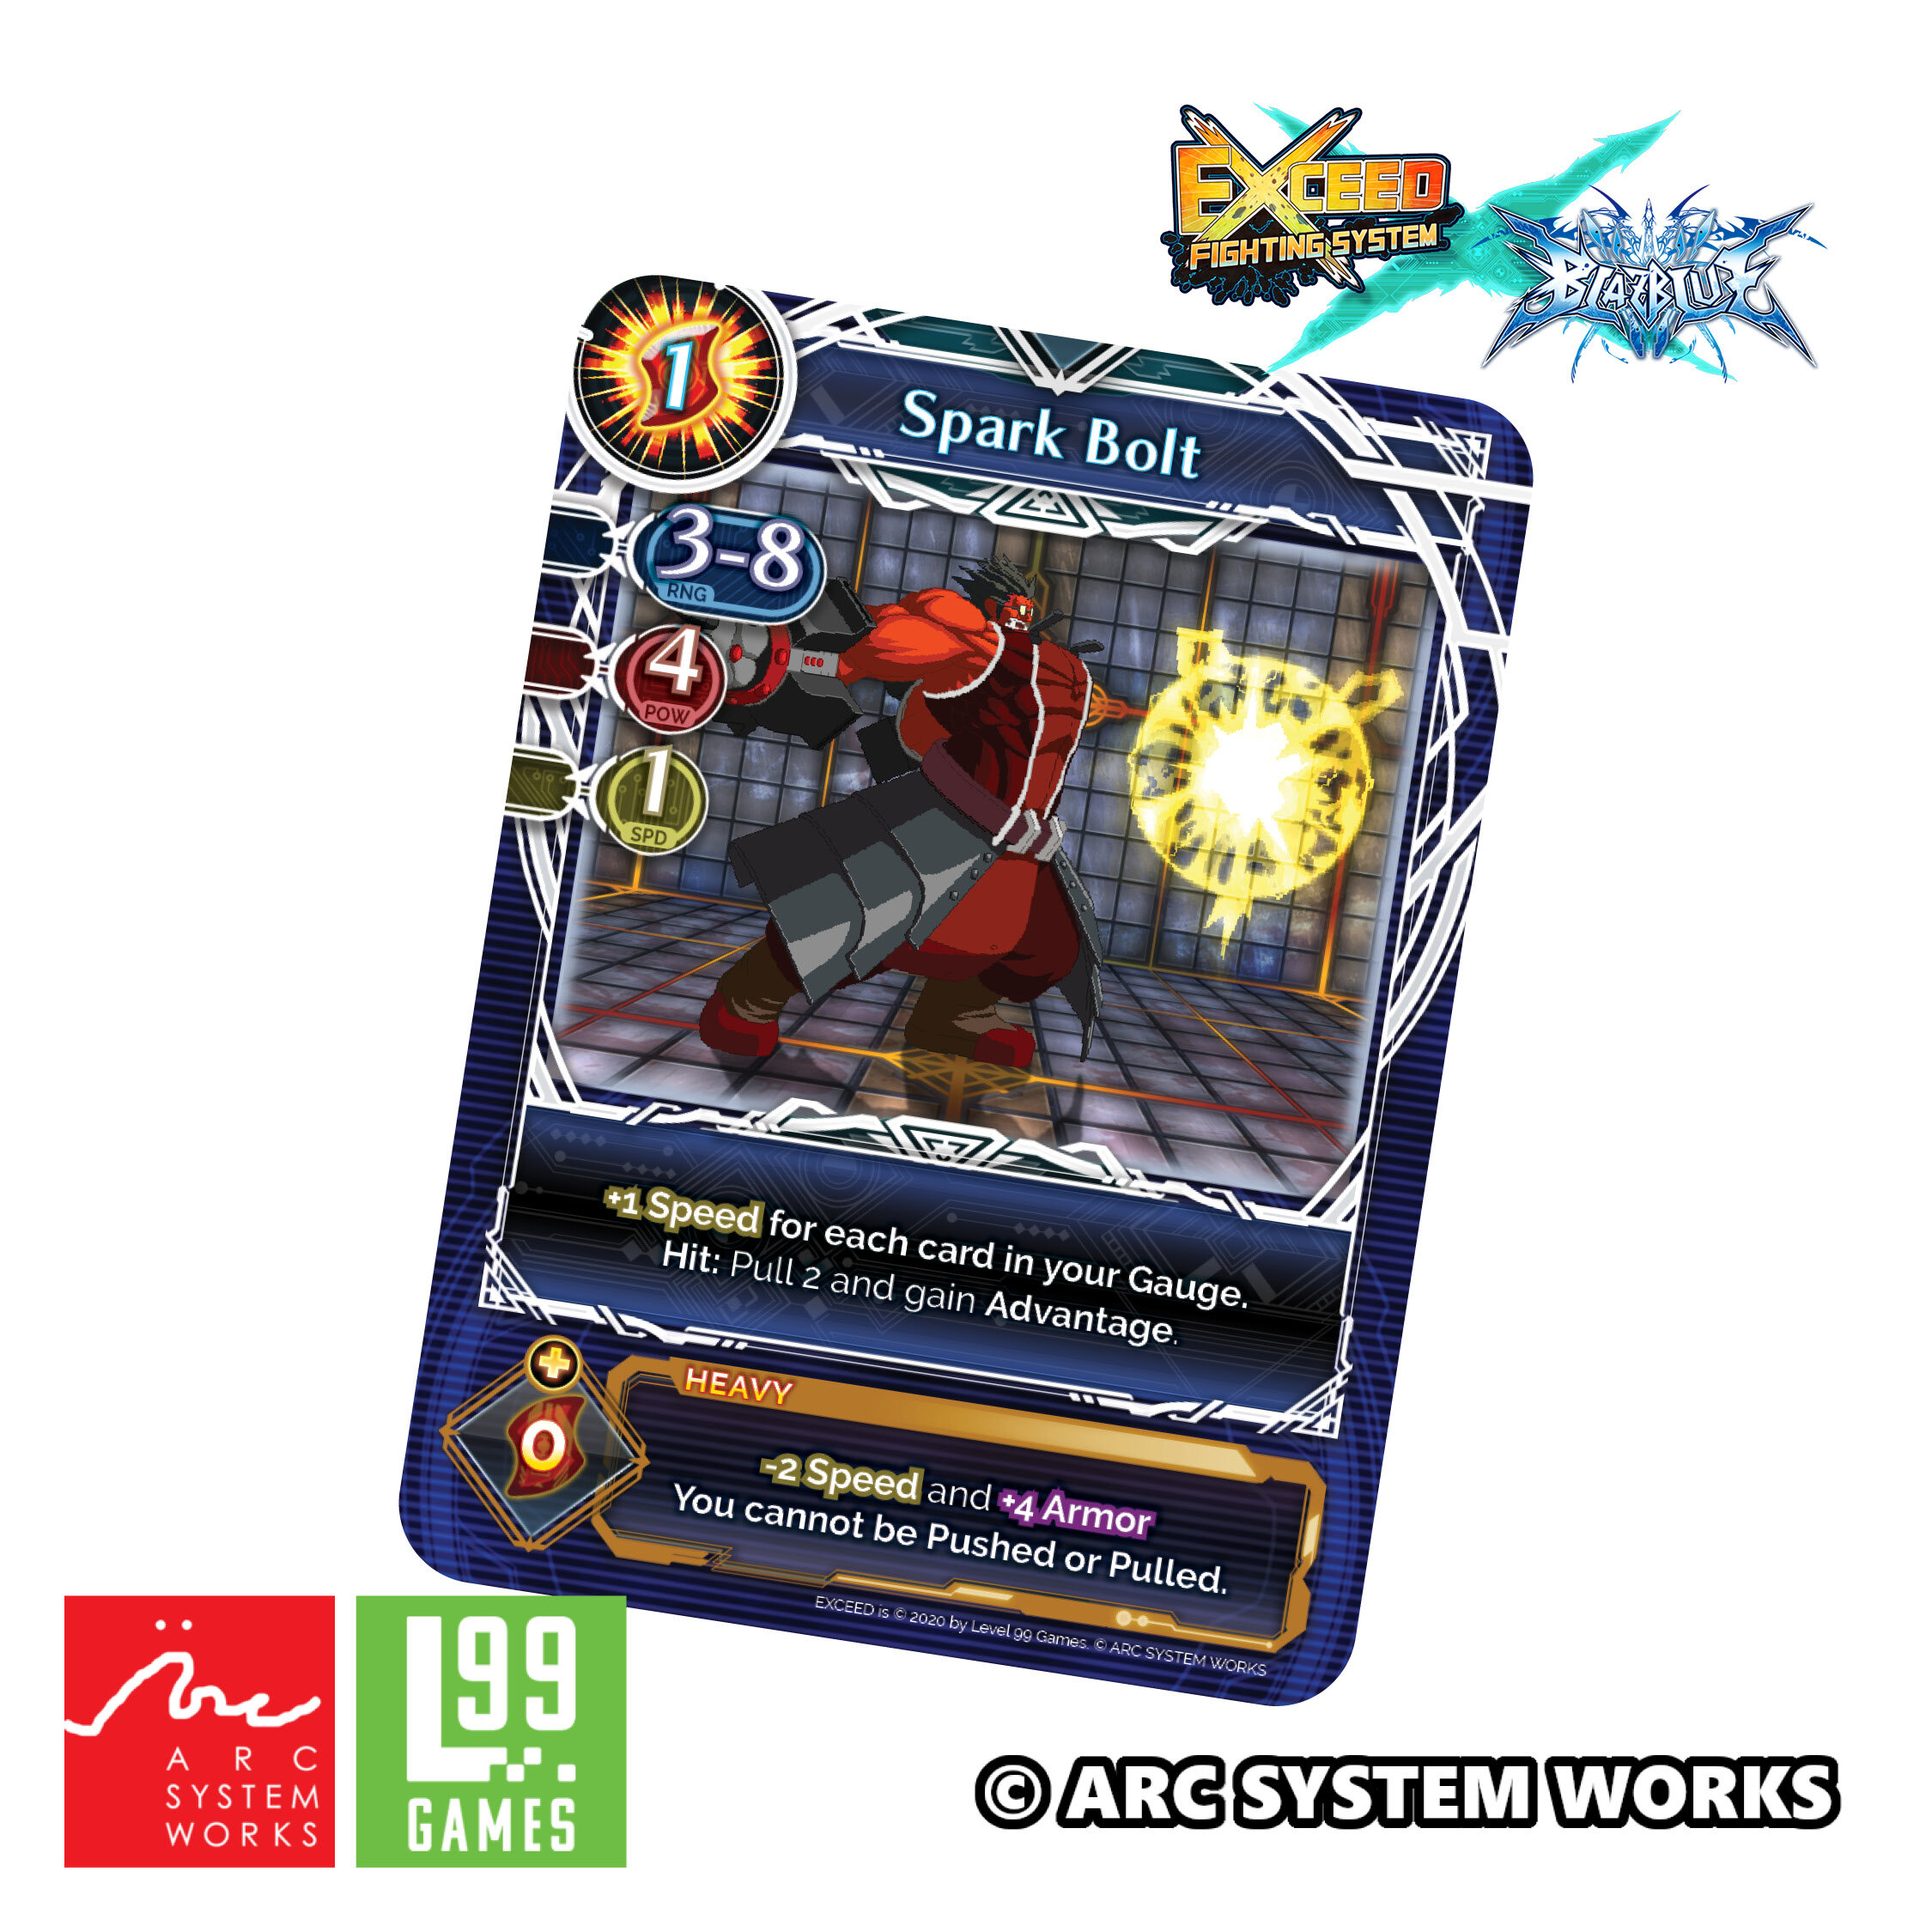 EXCEED
FIGHTING SYSTEM
BLAZBLUE
1
Spark Bolt
3-8
RNG
4
POW
1
SPD
+1 Speed for each card in your Gauge.
Hit: Pull 2 and gain Advantage.
+
0
HEAVY
-2 Speed and +4 Armor
You cannot be Pushed or Pulled.
EXCEED is © 2020 by Level 99 Games. © ARC SYSTEM WORKS
Arc
ARC
SYSTEM
WORKS
L99
GAMES
© ARC SYSTEM WORKS